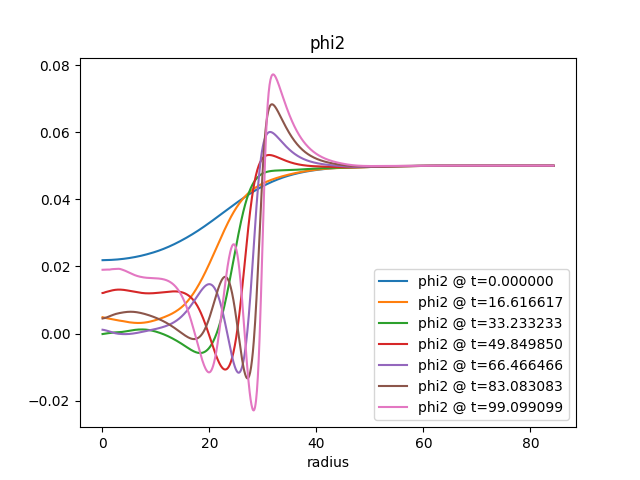 phi2
0.08
0.06
0.04
0.02
0.00
−0.02
0
20
40
60
80
radius
phi2 @ t=0.000000
phi2 @ t=16.616617
phi2 @ t=33.233233
phi2 @ t=49.849850
phi2 @ t=66.466466
phi2 @ t=83.083083
phi2 @ t=99.099099